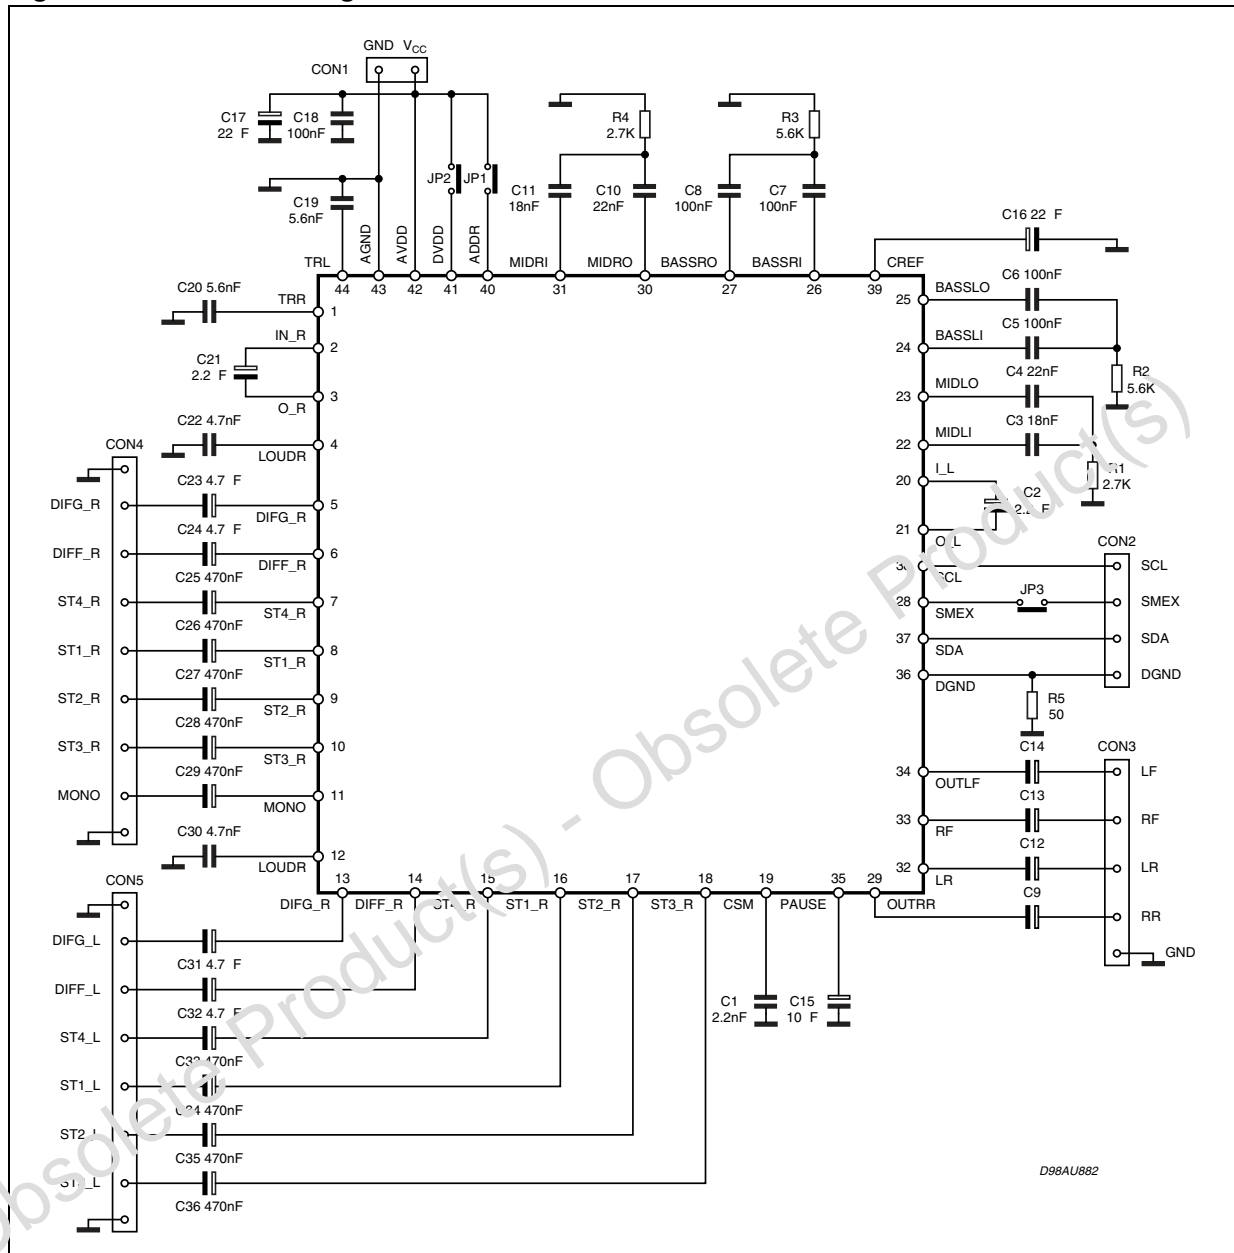 GND VCC
CON1
C17
22 F
C18
100nF
R4
2.7K
R3
5.6K
JP2
JP1
C19
5.6nF
C11
18nF
C10
22nF
C8
100nF
C7
100nF
C16 22 F
TRL
AGND
AVDD
DVDD
ADDR
MIDRI
MIDRO
BASSRO
BASSRI
CREF
44
43
42
41
40
31
30
27
26
39
C20 5.6nF
TRR
1
IN_R
2
C21
2.2 F
3
O_R
C22 4.7nF
4
LOUDR
CON4
C23 4.7 F
DIFG_R
5
DIFG_R
C24 4.7 F
DIFF_R
6
DIFF_R
C25 470nF
ST4_R
7
ST4_R
C26 470nF
ST1_R
8
ST1_R
C27 470nF
ST2_R
9
ST2_R
C28 470nF
ST3_R
10
ST3_R
C29 470nF
MONO
11
MONO
C30 4.7nF
12
LOUDR
25
BASSLO
C6 100nF
C5 100nF
24
BASSLI
C4 22nF
R2
5.6K
23
MIDLO
C3 18nF
22
MIDLI
2.7K
20
I_L
C2
21
CON2
SCL
SCL
28
SMEX
JP3
SMEX
37
SDA
SDA
36
DGND
DGND
R5
50
C14
CON3
34
OUTLF
LF
C13
33
RF
RF
C12
32
LR
LR
C9
RR
GND
13
14
15
16
17
18
19
35
29
DIFG_R
DIFF_R
ST1_R
ST2_R
ST3_R
CSM
PAUSE
OUTRR
CON5
DIFG_L
C31 4.7 F
DIFF_L
C32 4.7 F
ST4_L
C33 470nF
ST1_L
C34 470nF
C35 470nF
C36 470nF
C1
2.2nF
C15
10 F
D98AU882
Obsolete Product(s) - Obsolete Product(s)